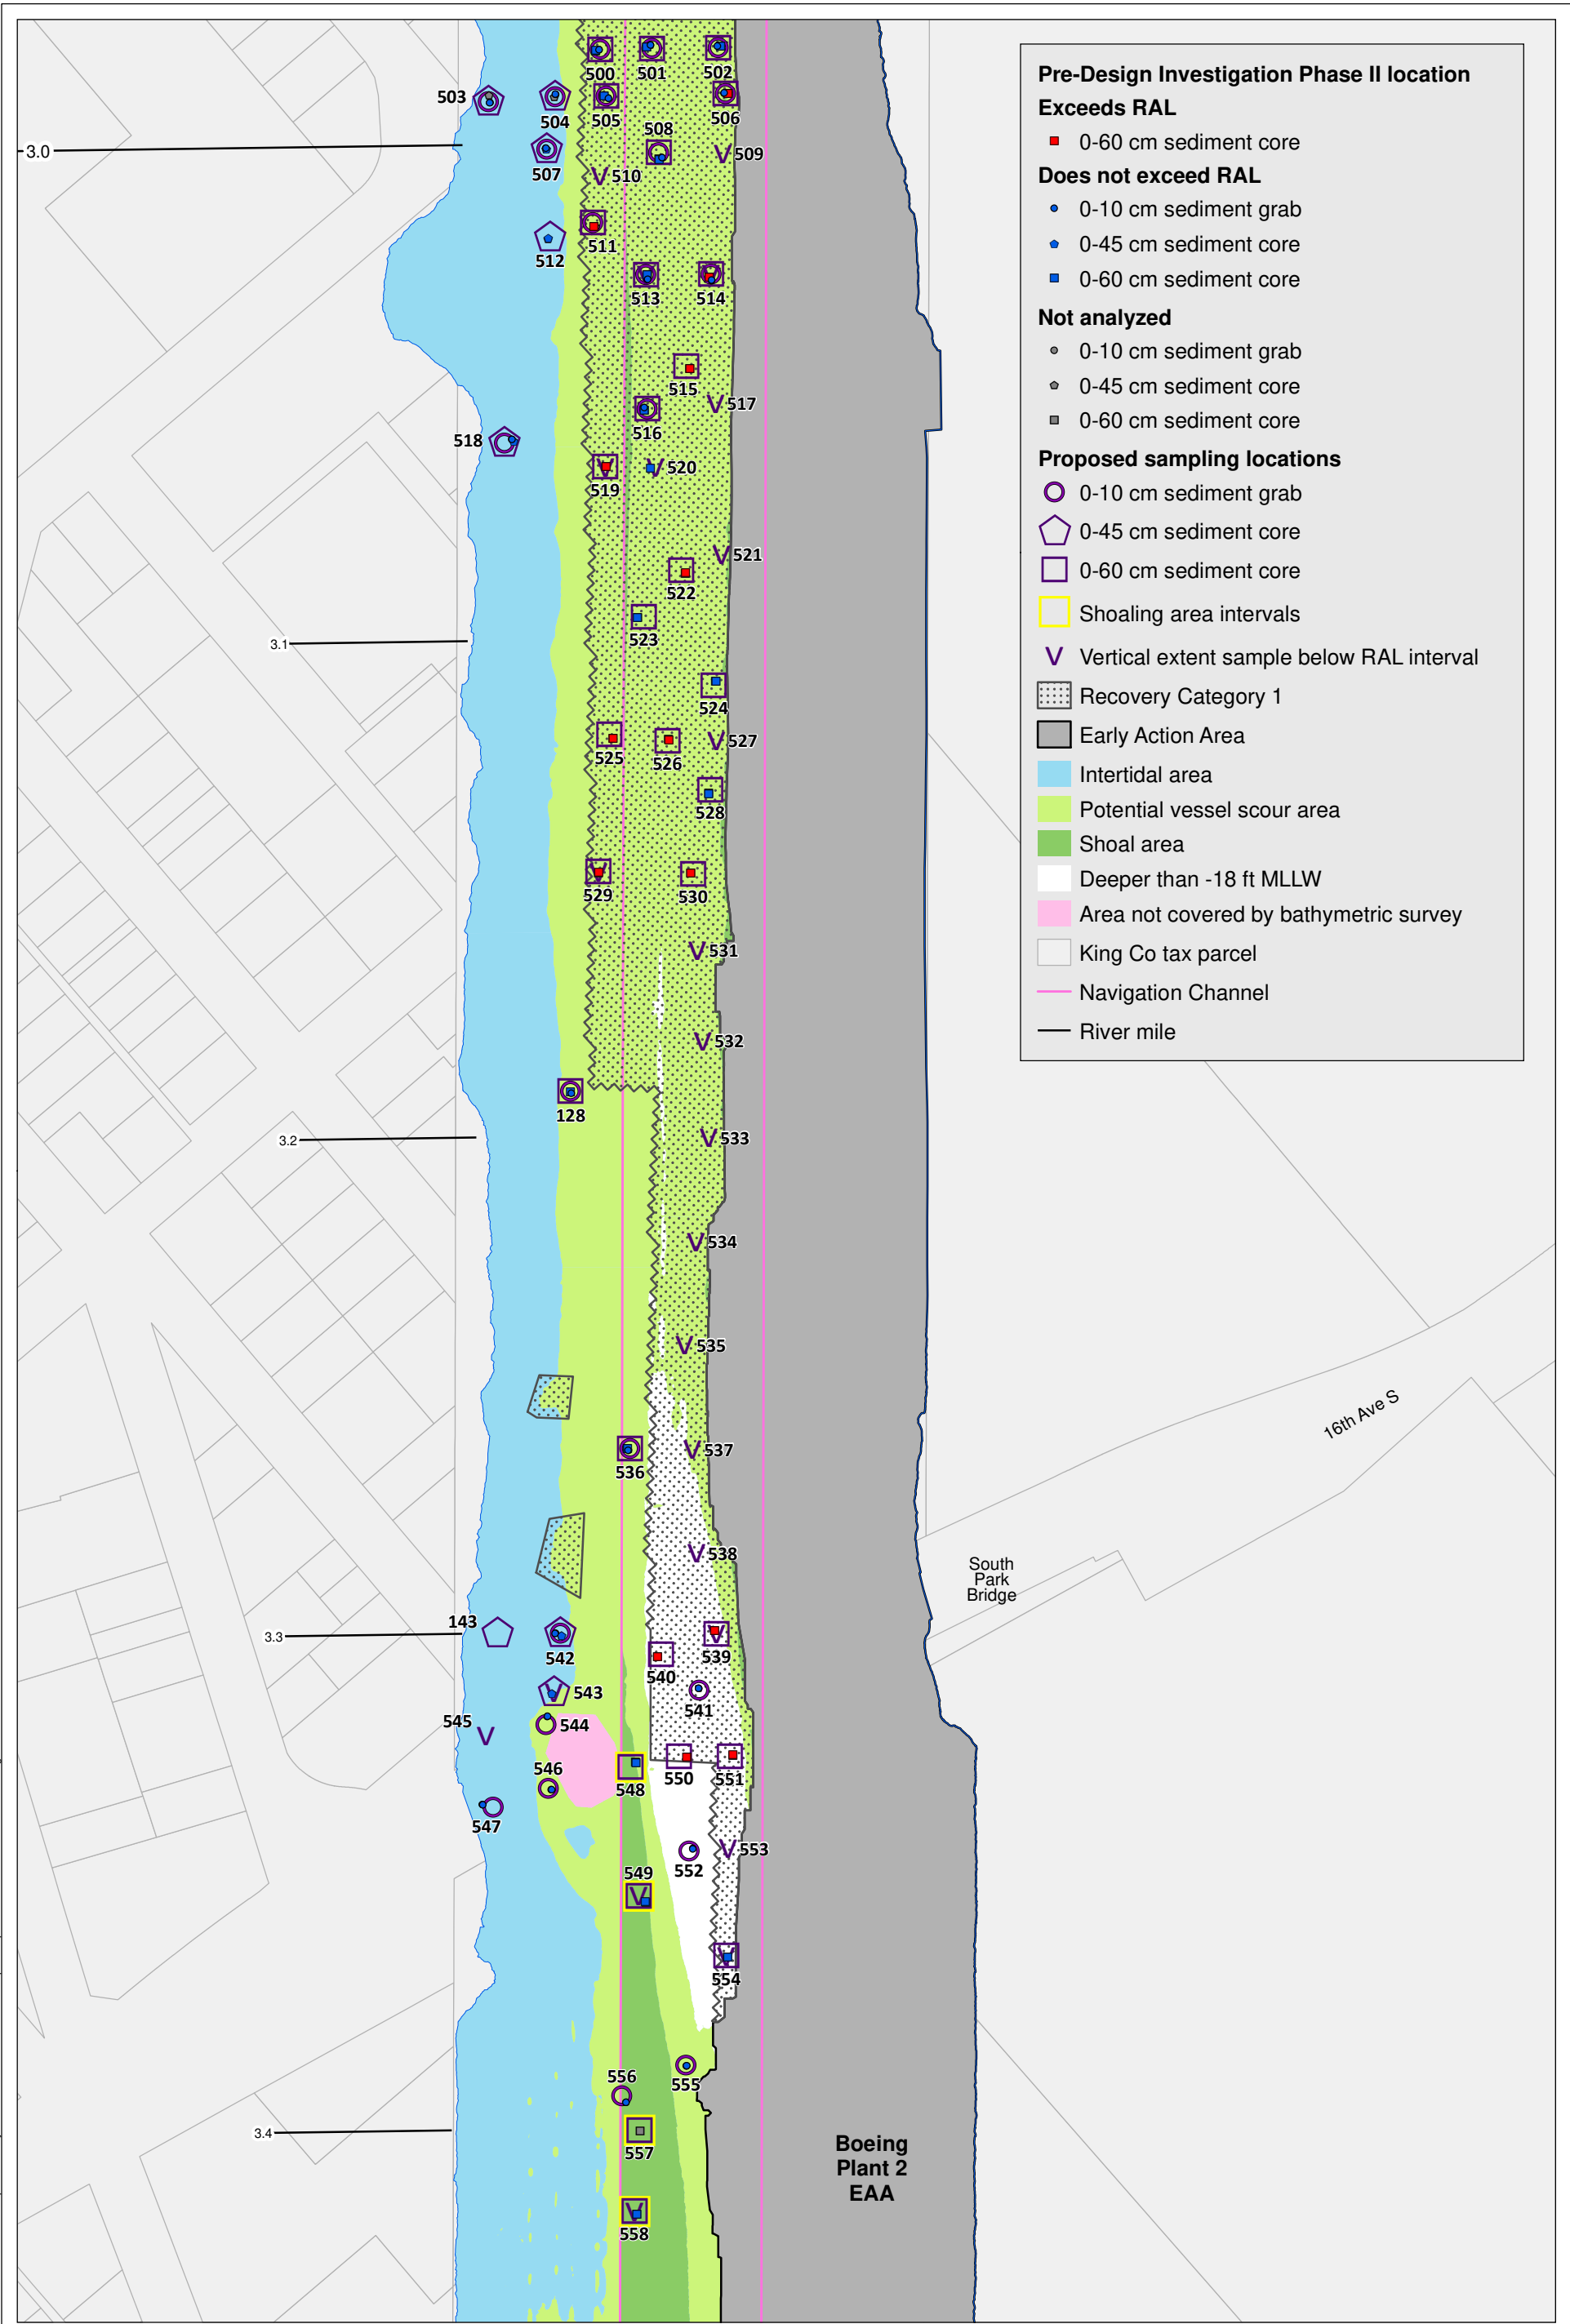 500
501
502
503
504
505
506
508
3.0
507
509
510
511
512
513
514
515
517
516
518
519
520
521
522
523
3.1
524
525
526
527
528
529
530
531
532
128
3.2
533
534
535
536
537
538
143
3.3
542
539
540
543
541
545
544
546
548
550
551
547
552
553
549
554
555
556
557
3.4
558
Pre-Design Investigation Phase II location
Exceeds RAL
0-60 cm sediment core
Does not exceed RAL
0-10 cm sediment grab
0-45 cm sediment core
0-60 cm sediment core
Not analyzed
0-10 cm sediment grab
0-45 cm sediment core
0-60 cm sediment core
Proposed sampling locations
0-10 cm sediment grab
0-45 cm sediment core
0-60 cm sediment core
Shoaling area intervals
V Vertical extent sample below RAL interval
Recovery Category 1
Early Action Area
Intertidal area
Potential vessel scour area
Shoal area
Deeper than -18 ft MLLW
Area not covered by bathymetric survey
King Co tax parcel
Navigation Channel
River mile
16th Ave S
South
Park
Bridge
Boeing
Plant 2
EAA